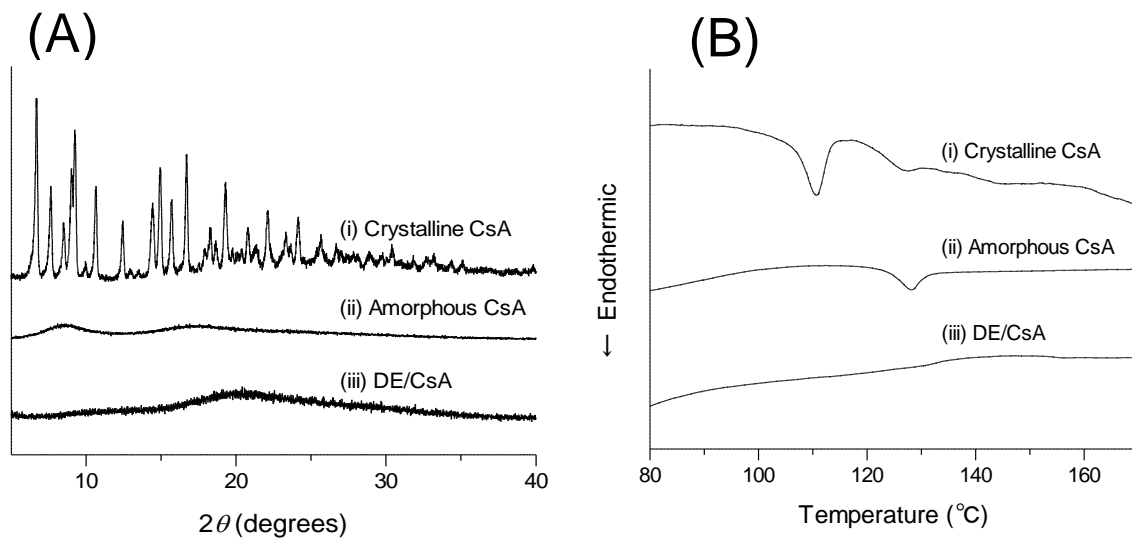 (A)
(i) Crystalline CsA
(ii) Amorphous CsA
(iii) DE/CsA
10 20 30 40
2θ (degrees)
(B)
← Endothermic
(i) Crystalline CsA
(ii) Amorphous CsA
(iii) DE/CsA
80 100 120 140 160
Temperature (°C)